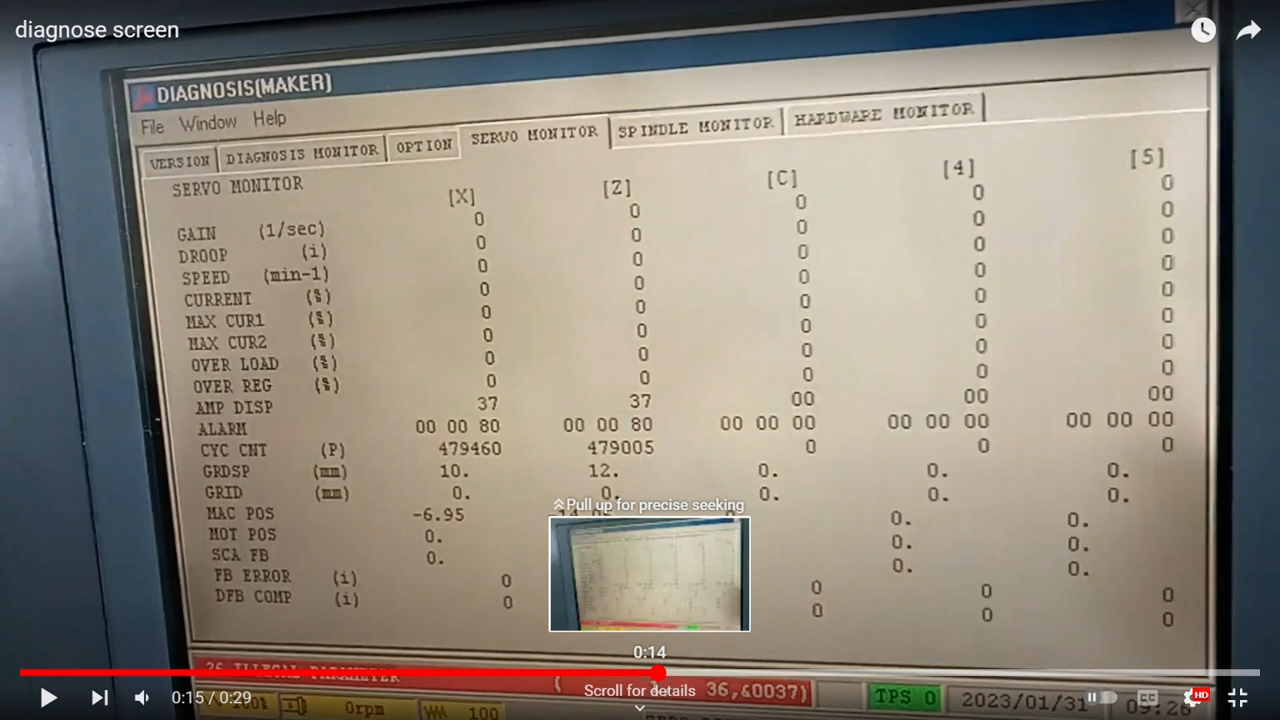 diagnose screen
DIAGNOSIS(MAKER)
File Window Help
VERSION DIAGNOSIS MONITOR OPTION SERVO MONITOR SPINDLE MONITOR HARDWARE MONITOR
SERVO MONITOR [X] [Z] [C] [4] [5]
GAIN (1/sec) 0 0 0 0 0
DROOP (i) 0 0 0 0 0
SPEED (min-1) 0 0 0 0 0
CURRENT (%) 0 0 0 0 0
MAX CUR1 (%) 0 0 0 0 0
MAX CUR2 (%) 0 0 0 0 0
OVER LOAD (%) 0 0 0 0 0
OVER REG (%) 0 0 0 0 0
AMP DISP 37 37 00 00 00
ALARM 00 00 80 00 00 80 00 00 00 00 00 00 00 00 00
CYC CNT (P) 479460 479005 0 0 0
GRDSP (mm) 10. 12. 0. 0. 0.
GRID (mm) 0. 0. 0. 0. 0.
MAC POS -6.95 0. 0.
MOT POS 0. 0. 0.
SCA FB 0. 0. 0.
FB ERROR (i) 0 0 0 0
DFB COMP (i) 0 0 0 0
Pull up for precise seeking
0:14
36 ILLEGAL PARAMETER ( 36,&0037)
Scroll for details
0:15 / 0:29
0rpm 100 TPS 0 2023/01/31 09:26
HD